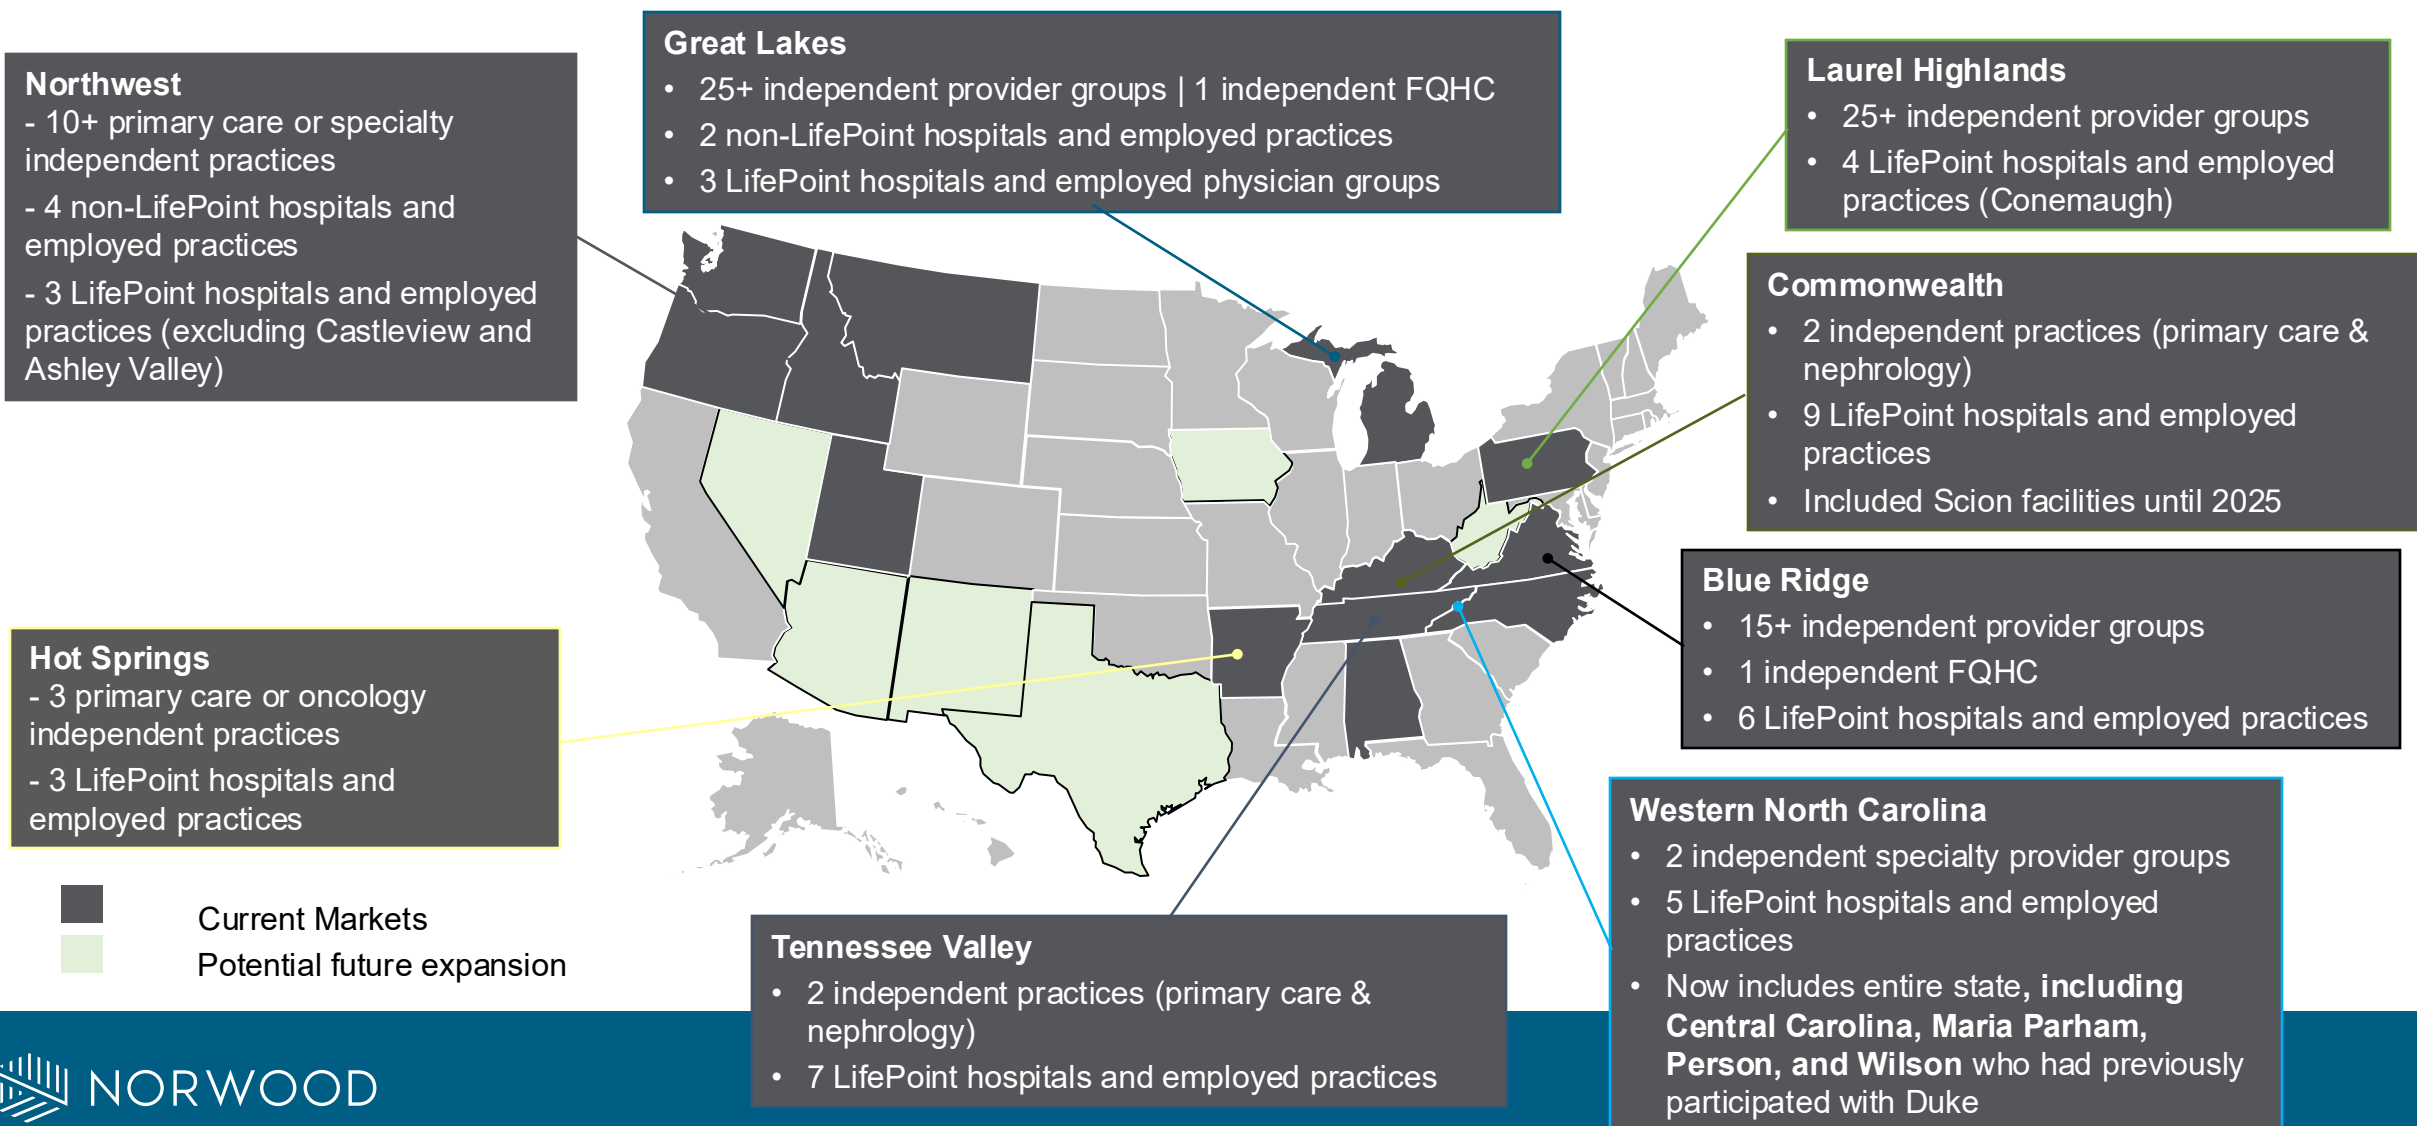 Northwest
- 10+ primary care or specialty
independent practices
- 4 non-LifePoint hospitals and
employed practices
- 3 LifePoint hospitals and employed
practices (excluding Castleview and
Ashley Valley)
Great Lakes
• 25+ independent provider groups | 1 independent FQHC
• 2 non-LifePoint hospitals and employed practices
• 3 LifePoint hospitals and employed physician groups
Laurel Highlands
• 25+ independent provider groups
• 4 LifePoint hospitals and employed
practices (Conemaugh)
Commonwealth
• 2 independent practices (primary care &
nephrology)
• 9 LifePoint hospitals and employed
practices
• Included Scion facilities until 2025
Blue Ridge
• 15+ independent provider groups
• 1 independent FQHC
• 6 LifePoint hospitals and employed practices
Hot Springs
- 3 primary care or oncology
independent practices
- 3 LifePoint hospitals and
employed practices
Western North Carolina
• 2 independent specialty provider groups
• 5 LifePoint hospitals and employed
practices
• Now includes entire state, including
Central Carolina, Maria Parham,
Person, and Wilson who had previously
participated with Duke
Tennessee Valley
• 2 independent practices (primary care &
nephrology)
• 7 LifePoint hospitals and employed practices
Current Markets
Potential future expansion
NORWOOD